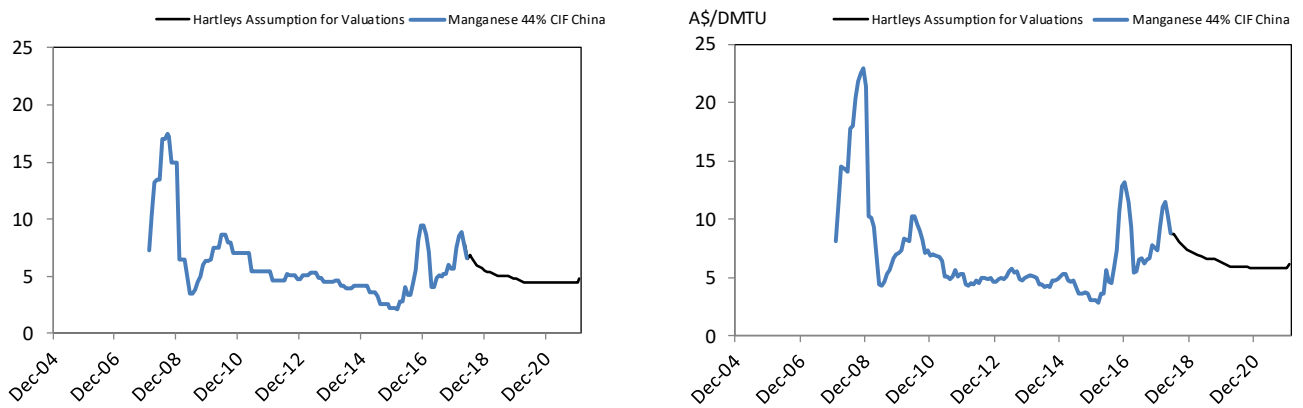 Hartleys Assumption for Valuations Manganese 44% CIF China
25
20
15
10
5
0
Dec-04 Dec-06 Dec-08 Dec-10 Dec-12 Dec-14 Dec-16 Dec-18 Dec-20
A$/DMTU
Hartleys Assumption for Valuations Manganese 44% CIF China
25
20
15
10
5
0
Dec-04 Dec-06 Dec-08 Dec-10 Dec-12 Dec-14 Dec-16 Dec-18 Dec-20